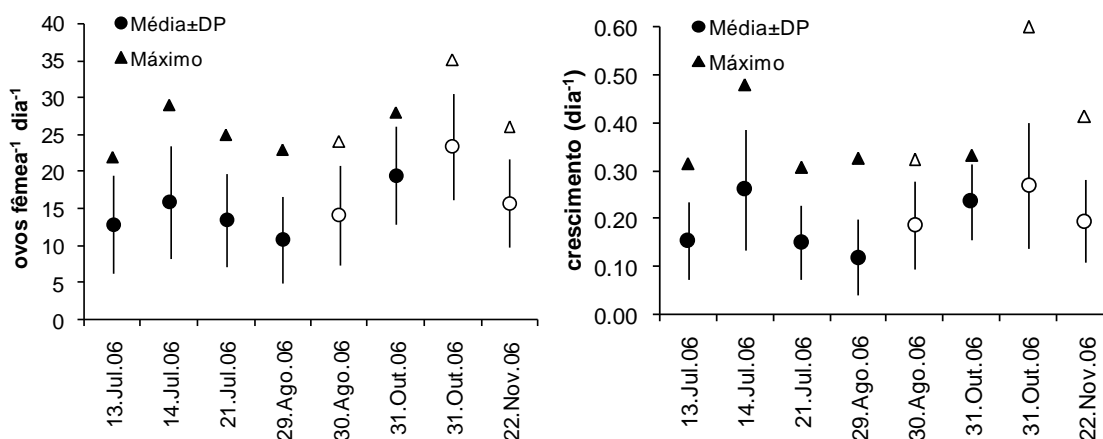 40
35
30
25
20
15
10
5
0
ovos fêmea⁻¹ dia⁻¹
Média±DP
Máximo
13.Jul.06
14.Jul.06
21.Jul.06
29.Ago.06
30.Ago.06
31.Out.06
31.Out.06
22.Nov.06
0.60
0.50
0.40
0.30
0.20
0.10
0.00
crescimento (dia⁻¹)
Média±DP
Máximo
13.Jul.06
14.Jul.06
21.Jul.06
29.Ago.06
30.Ago.06
31.Out.06
31.Out.06
22.Nov.06